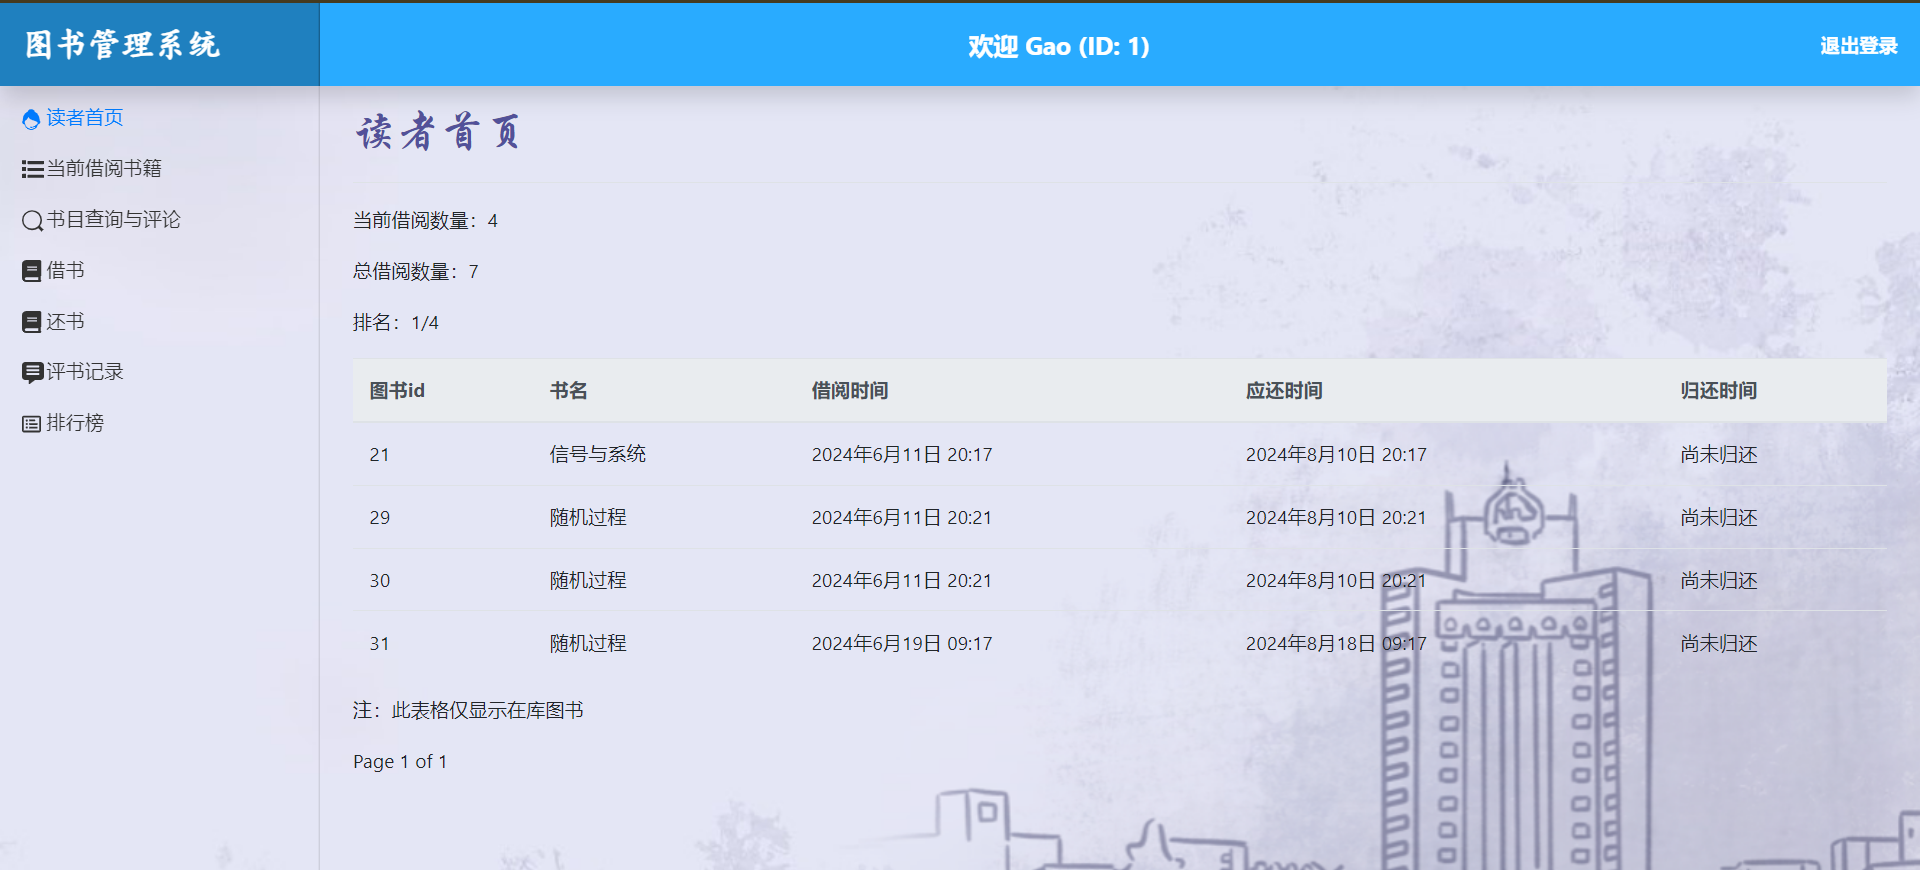 图书管理系统
欢迎 Gao (ID: 1)
退出登录
读者首页
当前借阅书籍
书目查询与评论
借书
还书
评书记录
排行榜
读者首页
当前借阅数量：4
总借阅数量：7
排名：1/4
图书id 书名 借阅时间 应还时间 归还时间
21 信号与系统 2024年6月11日 20:17 2024年8月10日 20:17 尚未归还
29 随机过程 2024年6月11日 20:21 2024年8月10日 20:21 尚未归还
30 随机过程 2024年6月11日 20:21 2024年8月10日 20:21 尚未归还
31 随机过程 2024年6月19日 09:17 2024年8月18日 09:17 尚未归还
注：此表格仅显示在库图书
Page 1 of 1